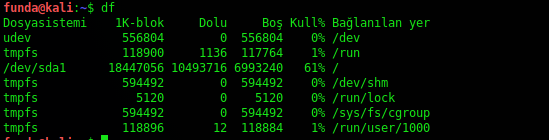 funda@kali:~$ df
Dosyasistemi 1K-blok Dolu Boş Kull% Bağlanılan yer
udev 556804 0 556804 0% /dev
tmpfs 118900 1136 117764 1% /run
/dev/sda1 18447056 10493716 6993240 61% /
tmpfs 594492 0 594492 0% /dev/shm
tmpfs 5120 0 5120 0% /run/lock
tmpfs 594492 0 594492 0% /sys/fs/cgroup
tmpfs 118896 12 118884 1% /run/user/1000
funda@kali:~$